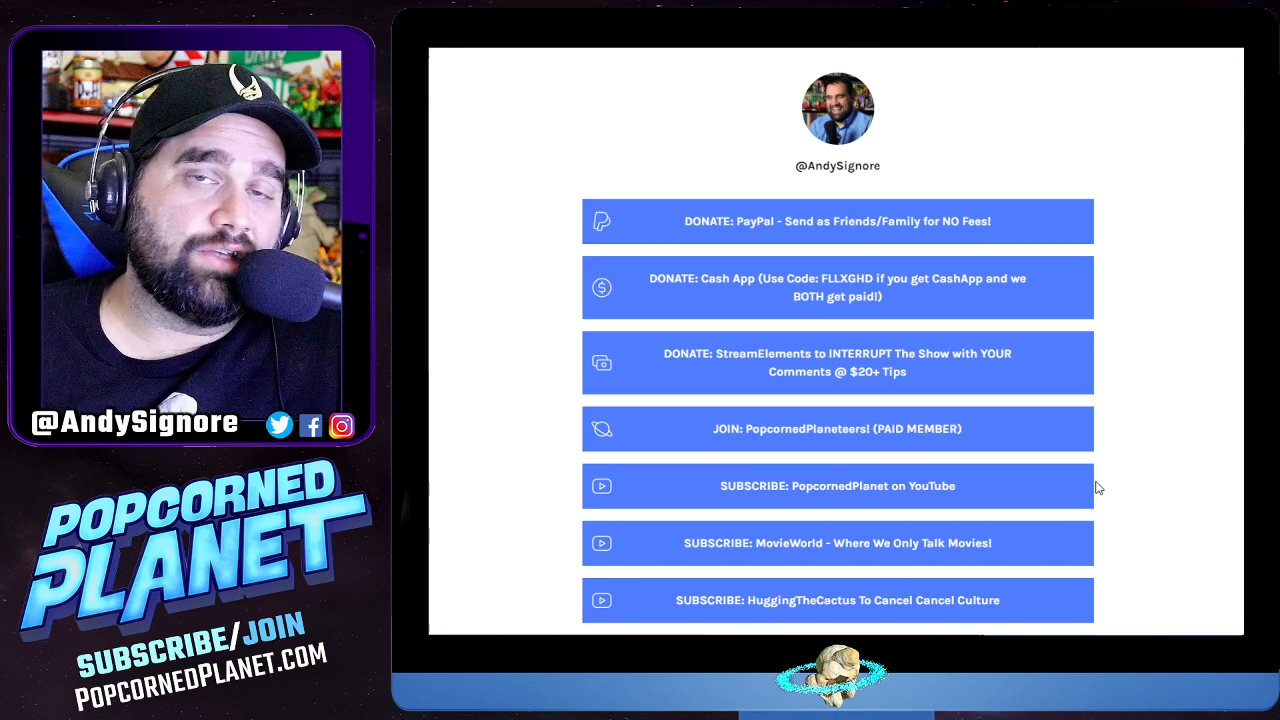 @AndySignore
POPCORNED
PLANET
SUBSCRIBE/JOIN
POPCORNEDPLANET.COM
@AndySignore
DONATE: PayPal - Send as Friends/Family for NO Fees!
DONATE: Cash App (Use Code: FLLXGHD if you get CashApp and we
BOTH get paid!)
DONATE: StreamElements to INTERRUPT The Show with YOUR
Comments @ $20+ Tips
JOIN: PopcornedPlaneteers! (PAID MEMBER)
SUBSCRIBE: PopcornedPlanet on YouTube
SUBSCRIBE: MovieWorld - Where We Only Talk Movies!
SUBSCRIBE: HuggingTheCactus To Cancel Cancel Culture